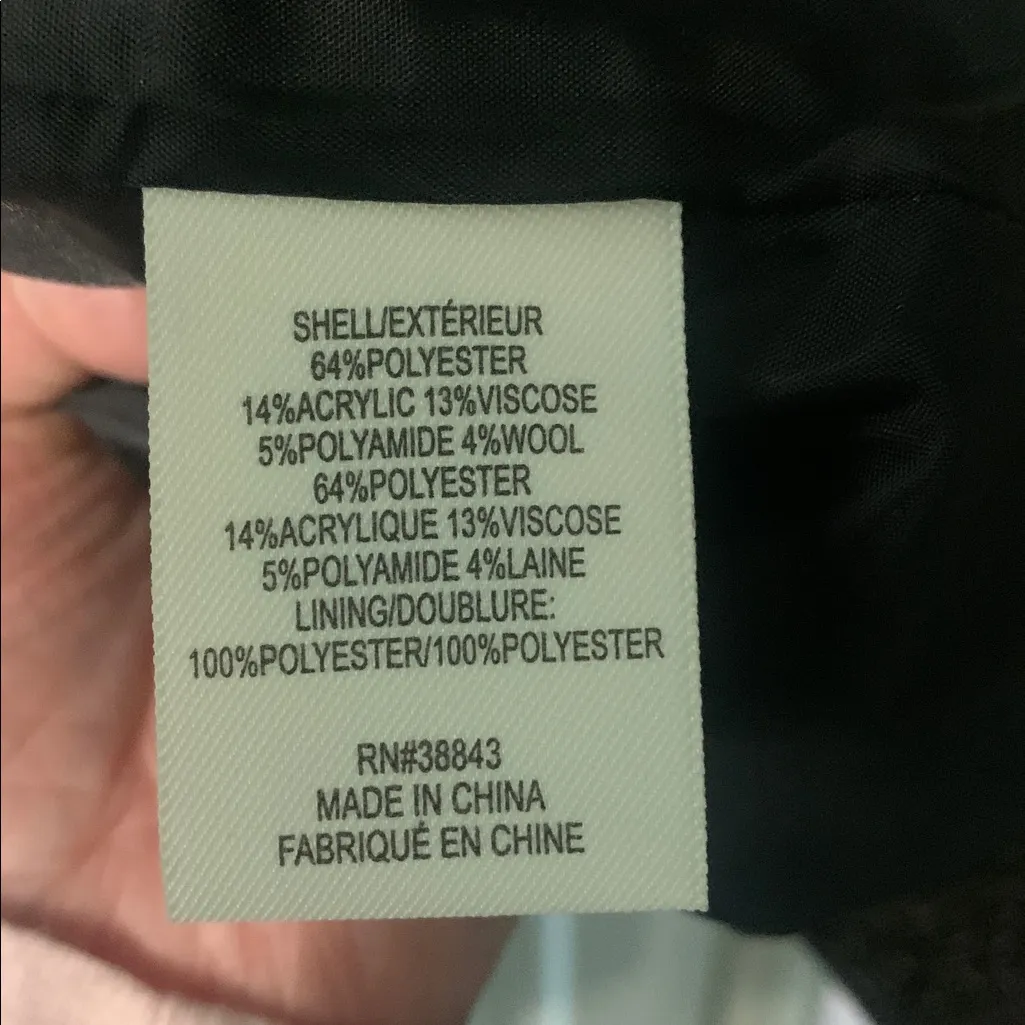 SHELL/EXTÉRIEUR
64%POLYESTER
14%ACRYLIC 13%VISCOSE
5%POLYAMIDE 4%WOOL
64%POLYESTER
14%ACRYLIQUE 13%VISCOSE
5%POLYAMIDE 4%LAINE
LINING/DOUBLURE:
100%POLYESTER/100%POLYESTER
RN#38843
MADE IN CHINA
FABRIQUÉ EN CHINE